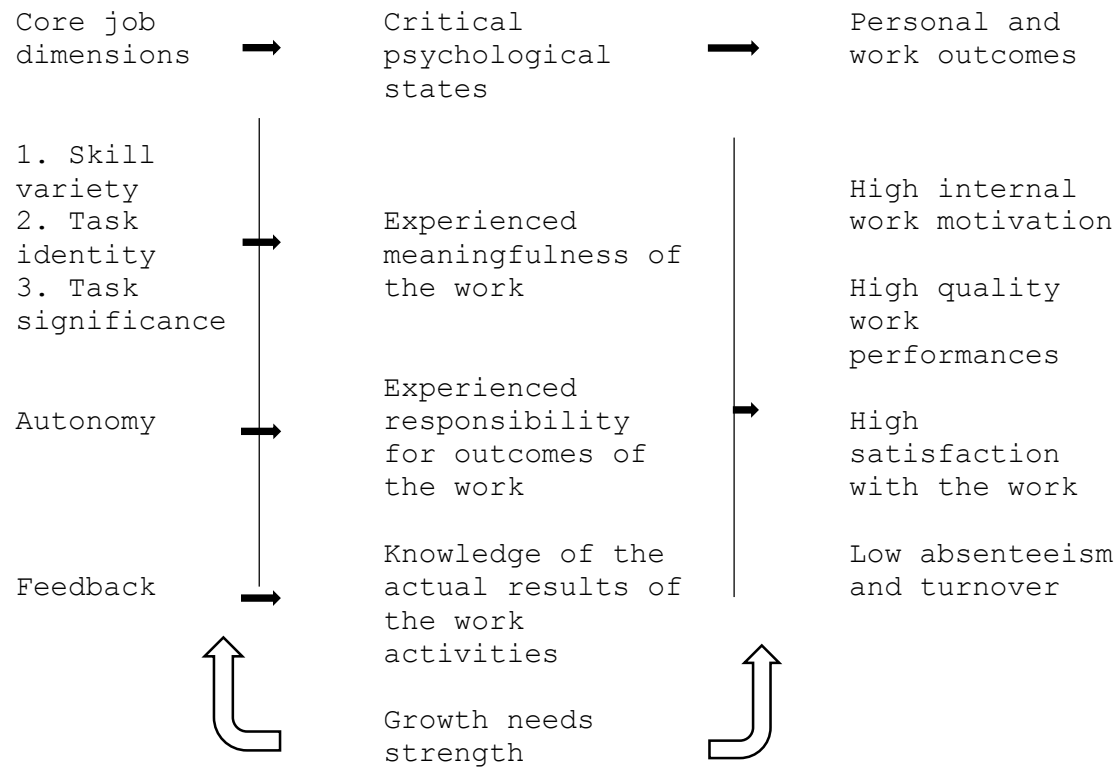 Core job
dimensions
Critical
psychological
states
Personal and
work outcomes
1. Skill
variety
2. Task
identity
3. Task
significance
Experienced
meaningfulness of
the work
High internal
work motivation
High quality
work
performances
Autonomy
Experienced
responsibility
for outcomes of
the work
High
satisfaction
with the work
Feedback
Knowledge of the
actual results of
the work
activities
Low absenteeism
and turnover
Growth needs
strength